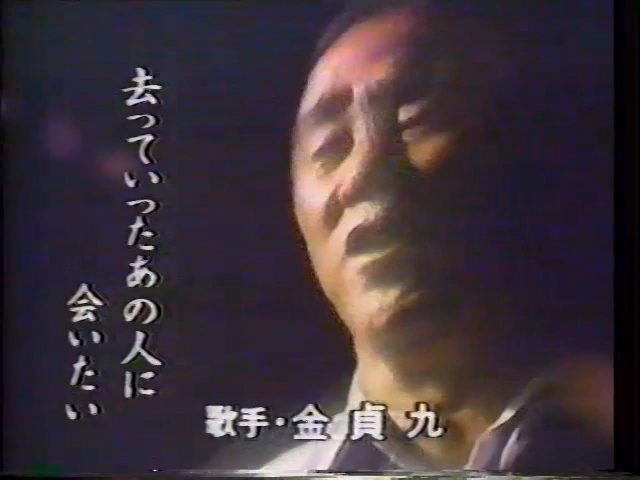 去っていったあの人に
会いたい
歌手・金貞九